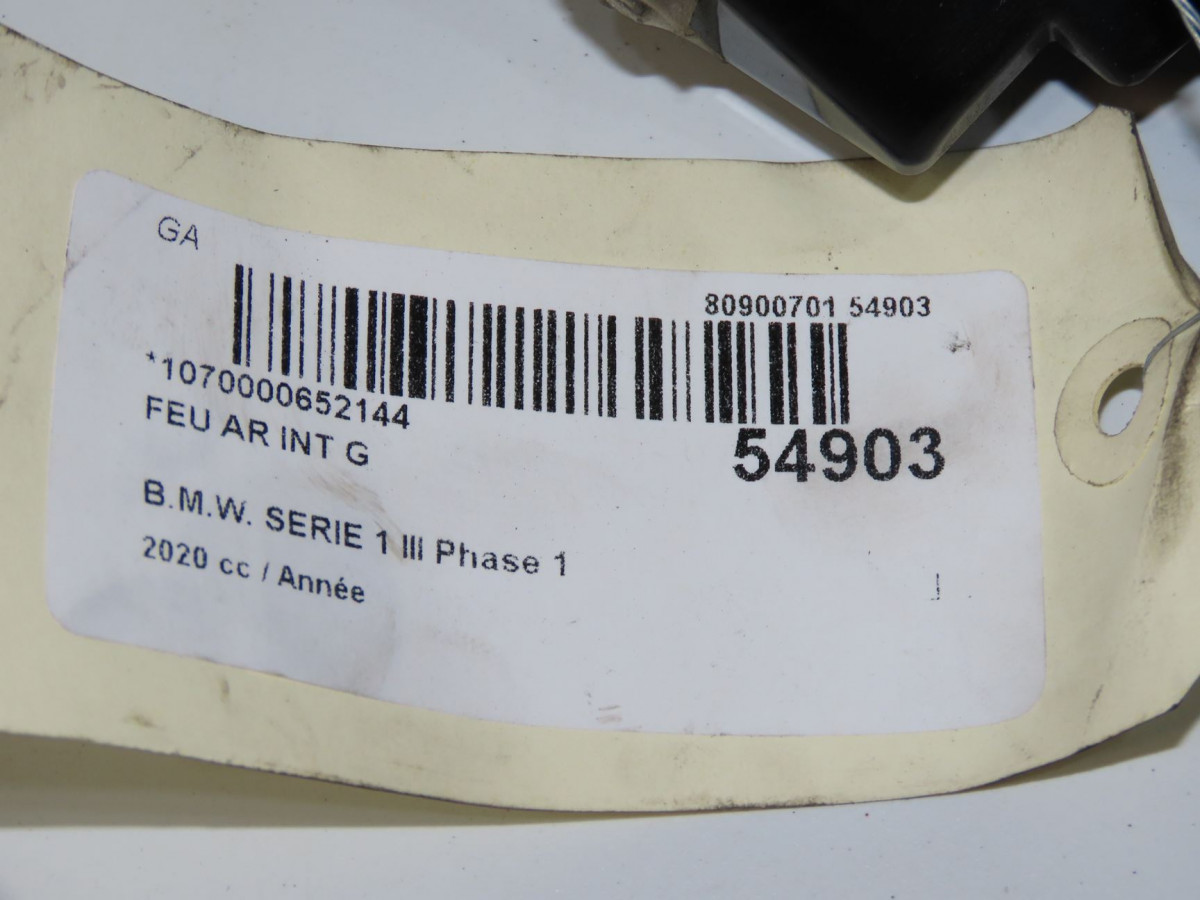 GA
80900701 54903
*1070000652144
FEU AR INT G
54903
B.M.W. SERIE 1 III Phase 1
2020 cc / Année